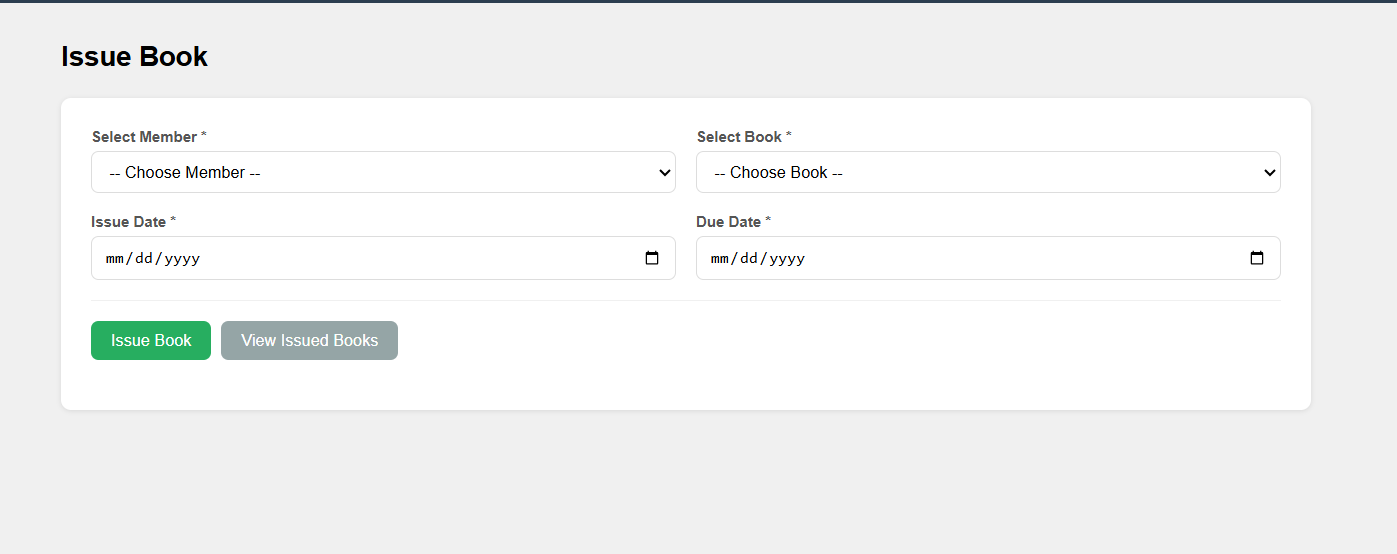 Issue Book
Select Member *
Select Book *
-- Choose Member --
-- Choose Book --
Issue Date *
Due Date *
mm/dd/yyyy
mm/dd/yyyy
Issue Book
View Issued Books